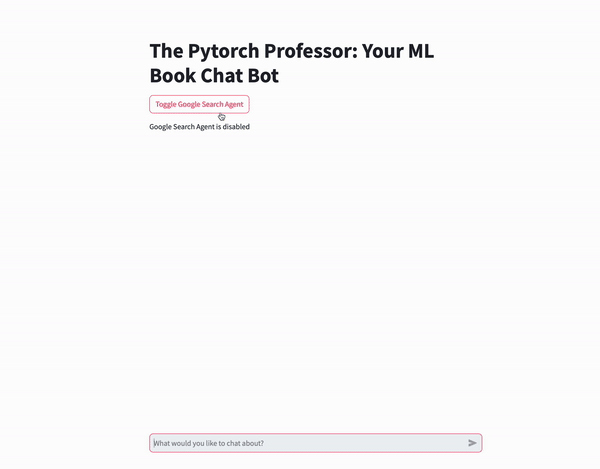 The Pytorch Professor: Your ML
Book Chat Bot
Toggle Google Search Agent
Google Search Agent is disabled
What would you like to chat about?